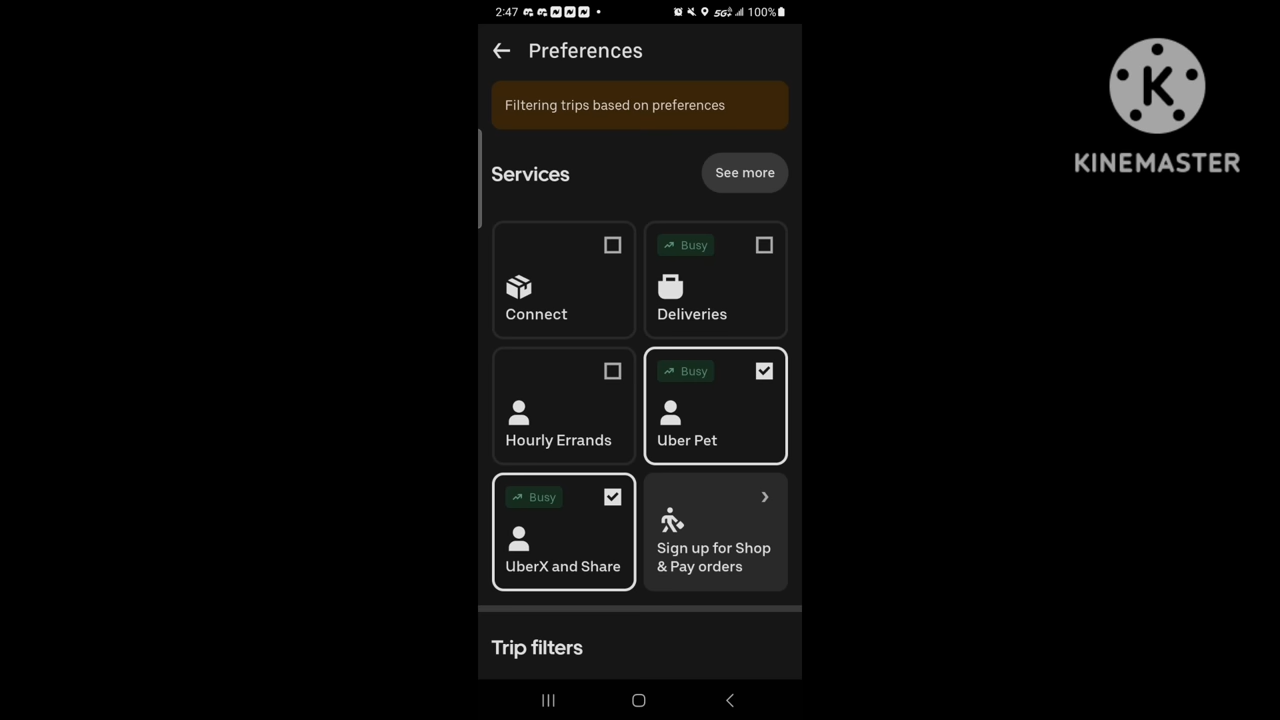 2:47
5G 100%
Preferences
Filtering trips based on preferences
Services
See more
Connect
Busy
Deliveries
Hourly Errands
Busy
Uber Pet
Busy
UberX and Share
Sign up for Shop
& Pay orders
Trip filters
K
KINEMASTER